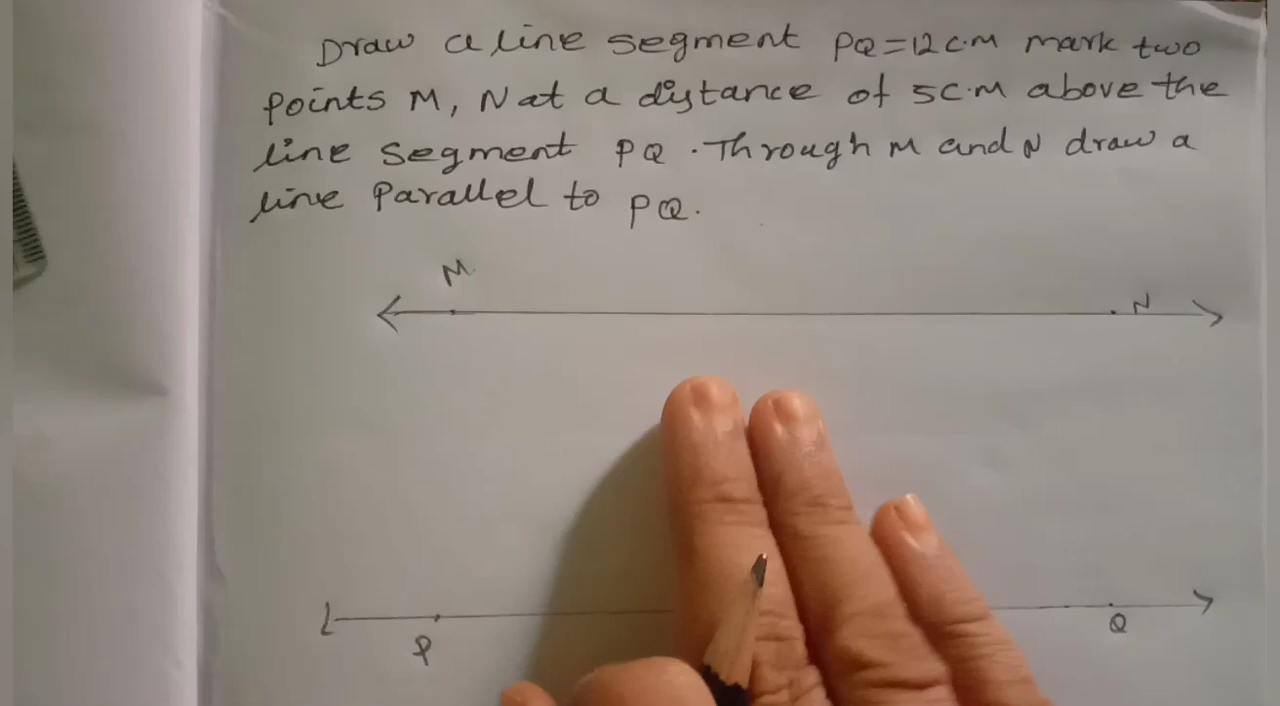 Draw a line segment PQ=12 c.m mark two
points M, N at a distance of 5c.m above the
line segment PQ. Through M and N draw a
line Parallel to PQ.
M
N
P
Q